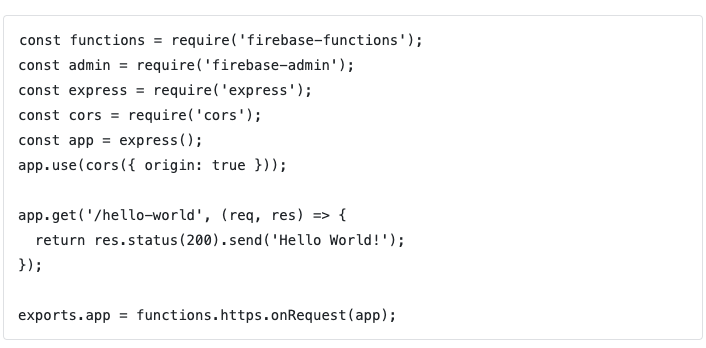 const functions = require('firebase-functions');
const admin = require('firebase-admin');
const express = require('express');
const cors = require('cors');
const app = express();
app.use(cors({ origin: true }));

app.get('/hello-world', (req, res) => {
  return res.status(200).send('Hello World!');
});

exports.app = functions.https.onRequest(app);